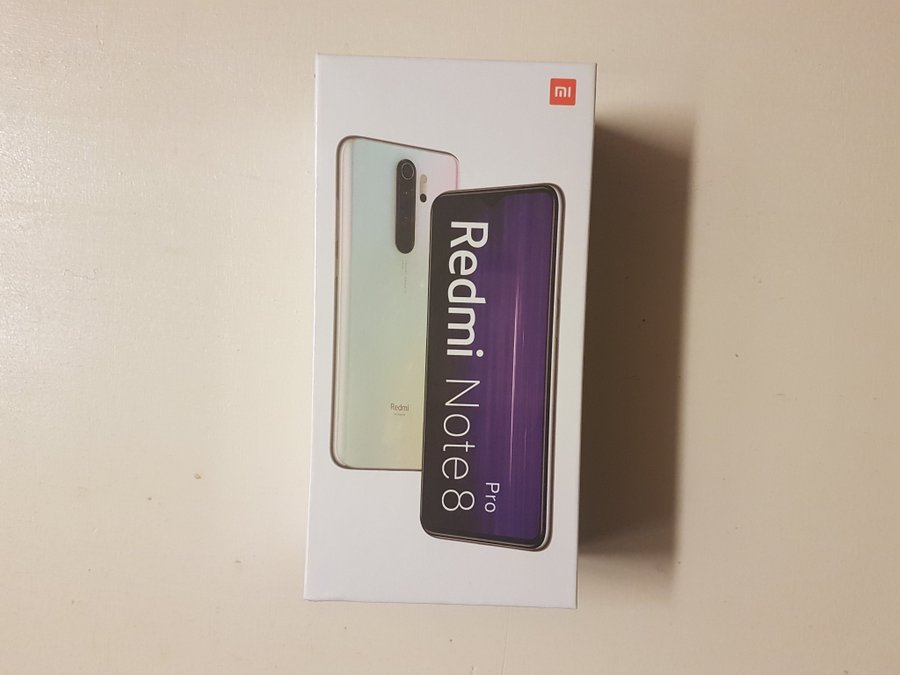 mi
Redmi
Redmi Note 8
Pro